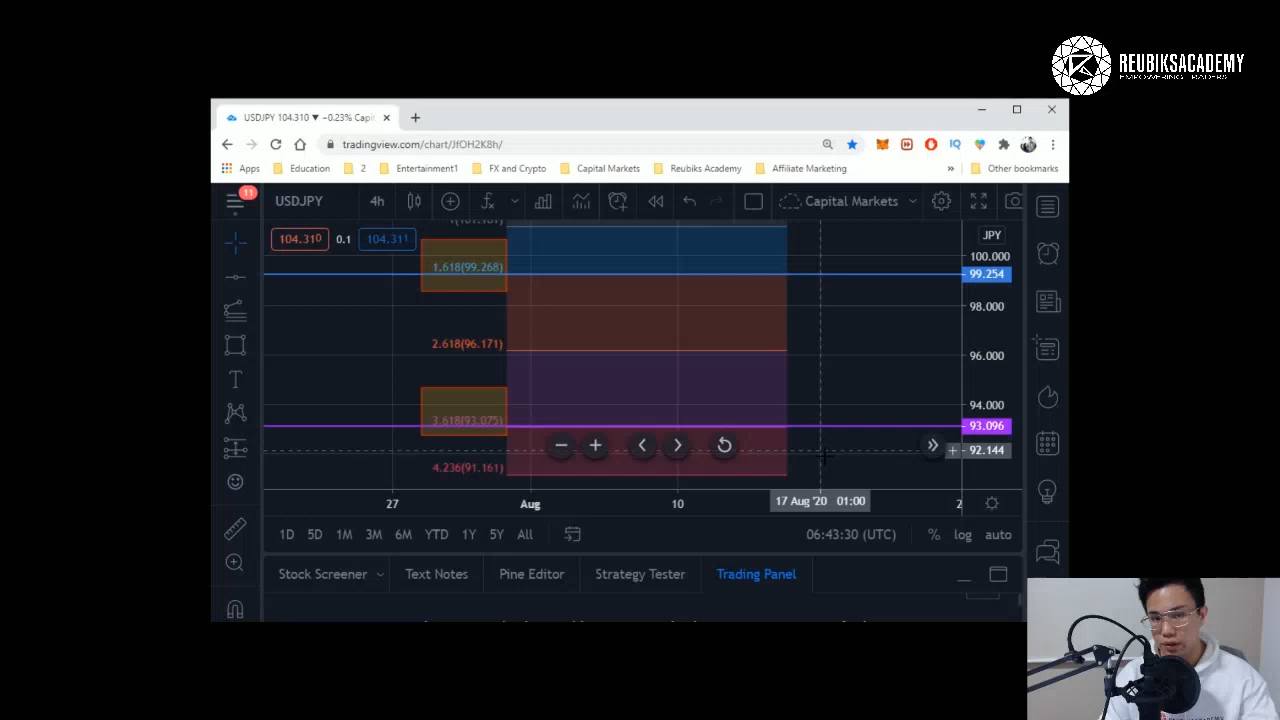 REUBIKSACADEMY
EMPOWERING TRADERS
USDJPY 104.310 ▼ −0.23% Capit
tradingview.com/chart/JfOH2K8h/
Apps Education 2 Entertainment1 FX and Crypto Capital Markets Reubiks Academy Affiliate Marketing » Other bookmarks
11
USDJPY 4h Capital Markets
104.310 0.1 104.311
JPY
100.000
1.618(99.268)
99.254
98.000
2.618(96.171)
96.000
94.000
3.618(93.075)
93.096
92.144
4.236(91.161)
27 Aug 10 17 Aug '20 01:00 2
1D 5D 1M 3M 6M YTD 1Y 5Y All 06:43:30 (UTC) % log auto
Stock Screener Text Notes Pine Editor Strategy Tester Trading Panel